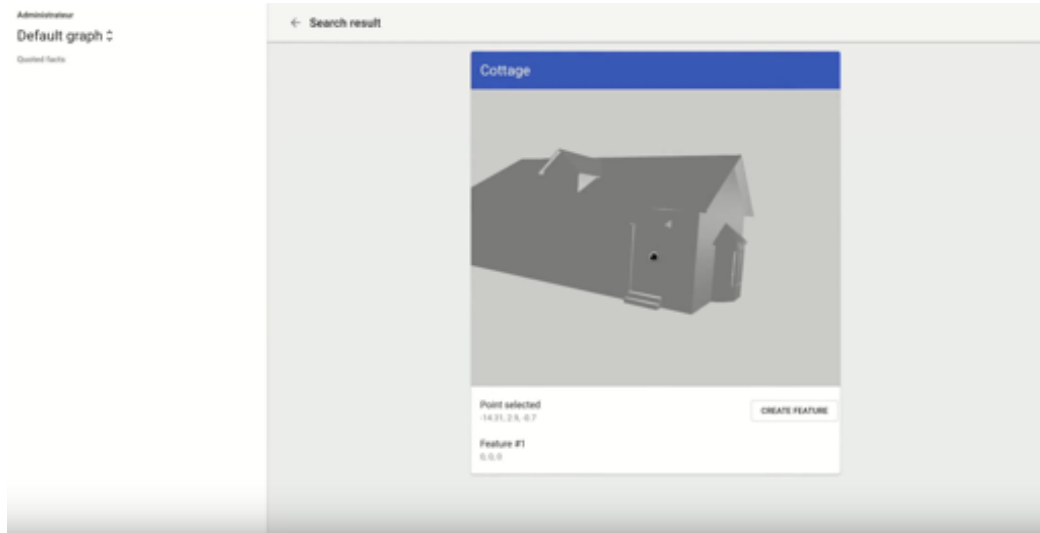 Administrateur
Default graph
Quoted facts
Search result
Cottage
Point selected
-14.31, 2.9, -0.7
CREATE FEATURE
Feature #1
0, 0, 0